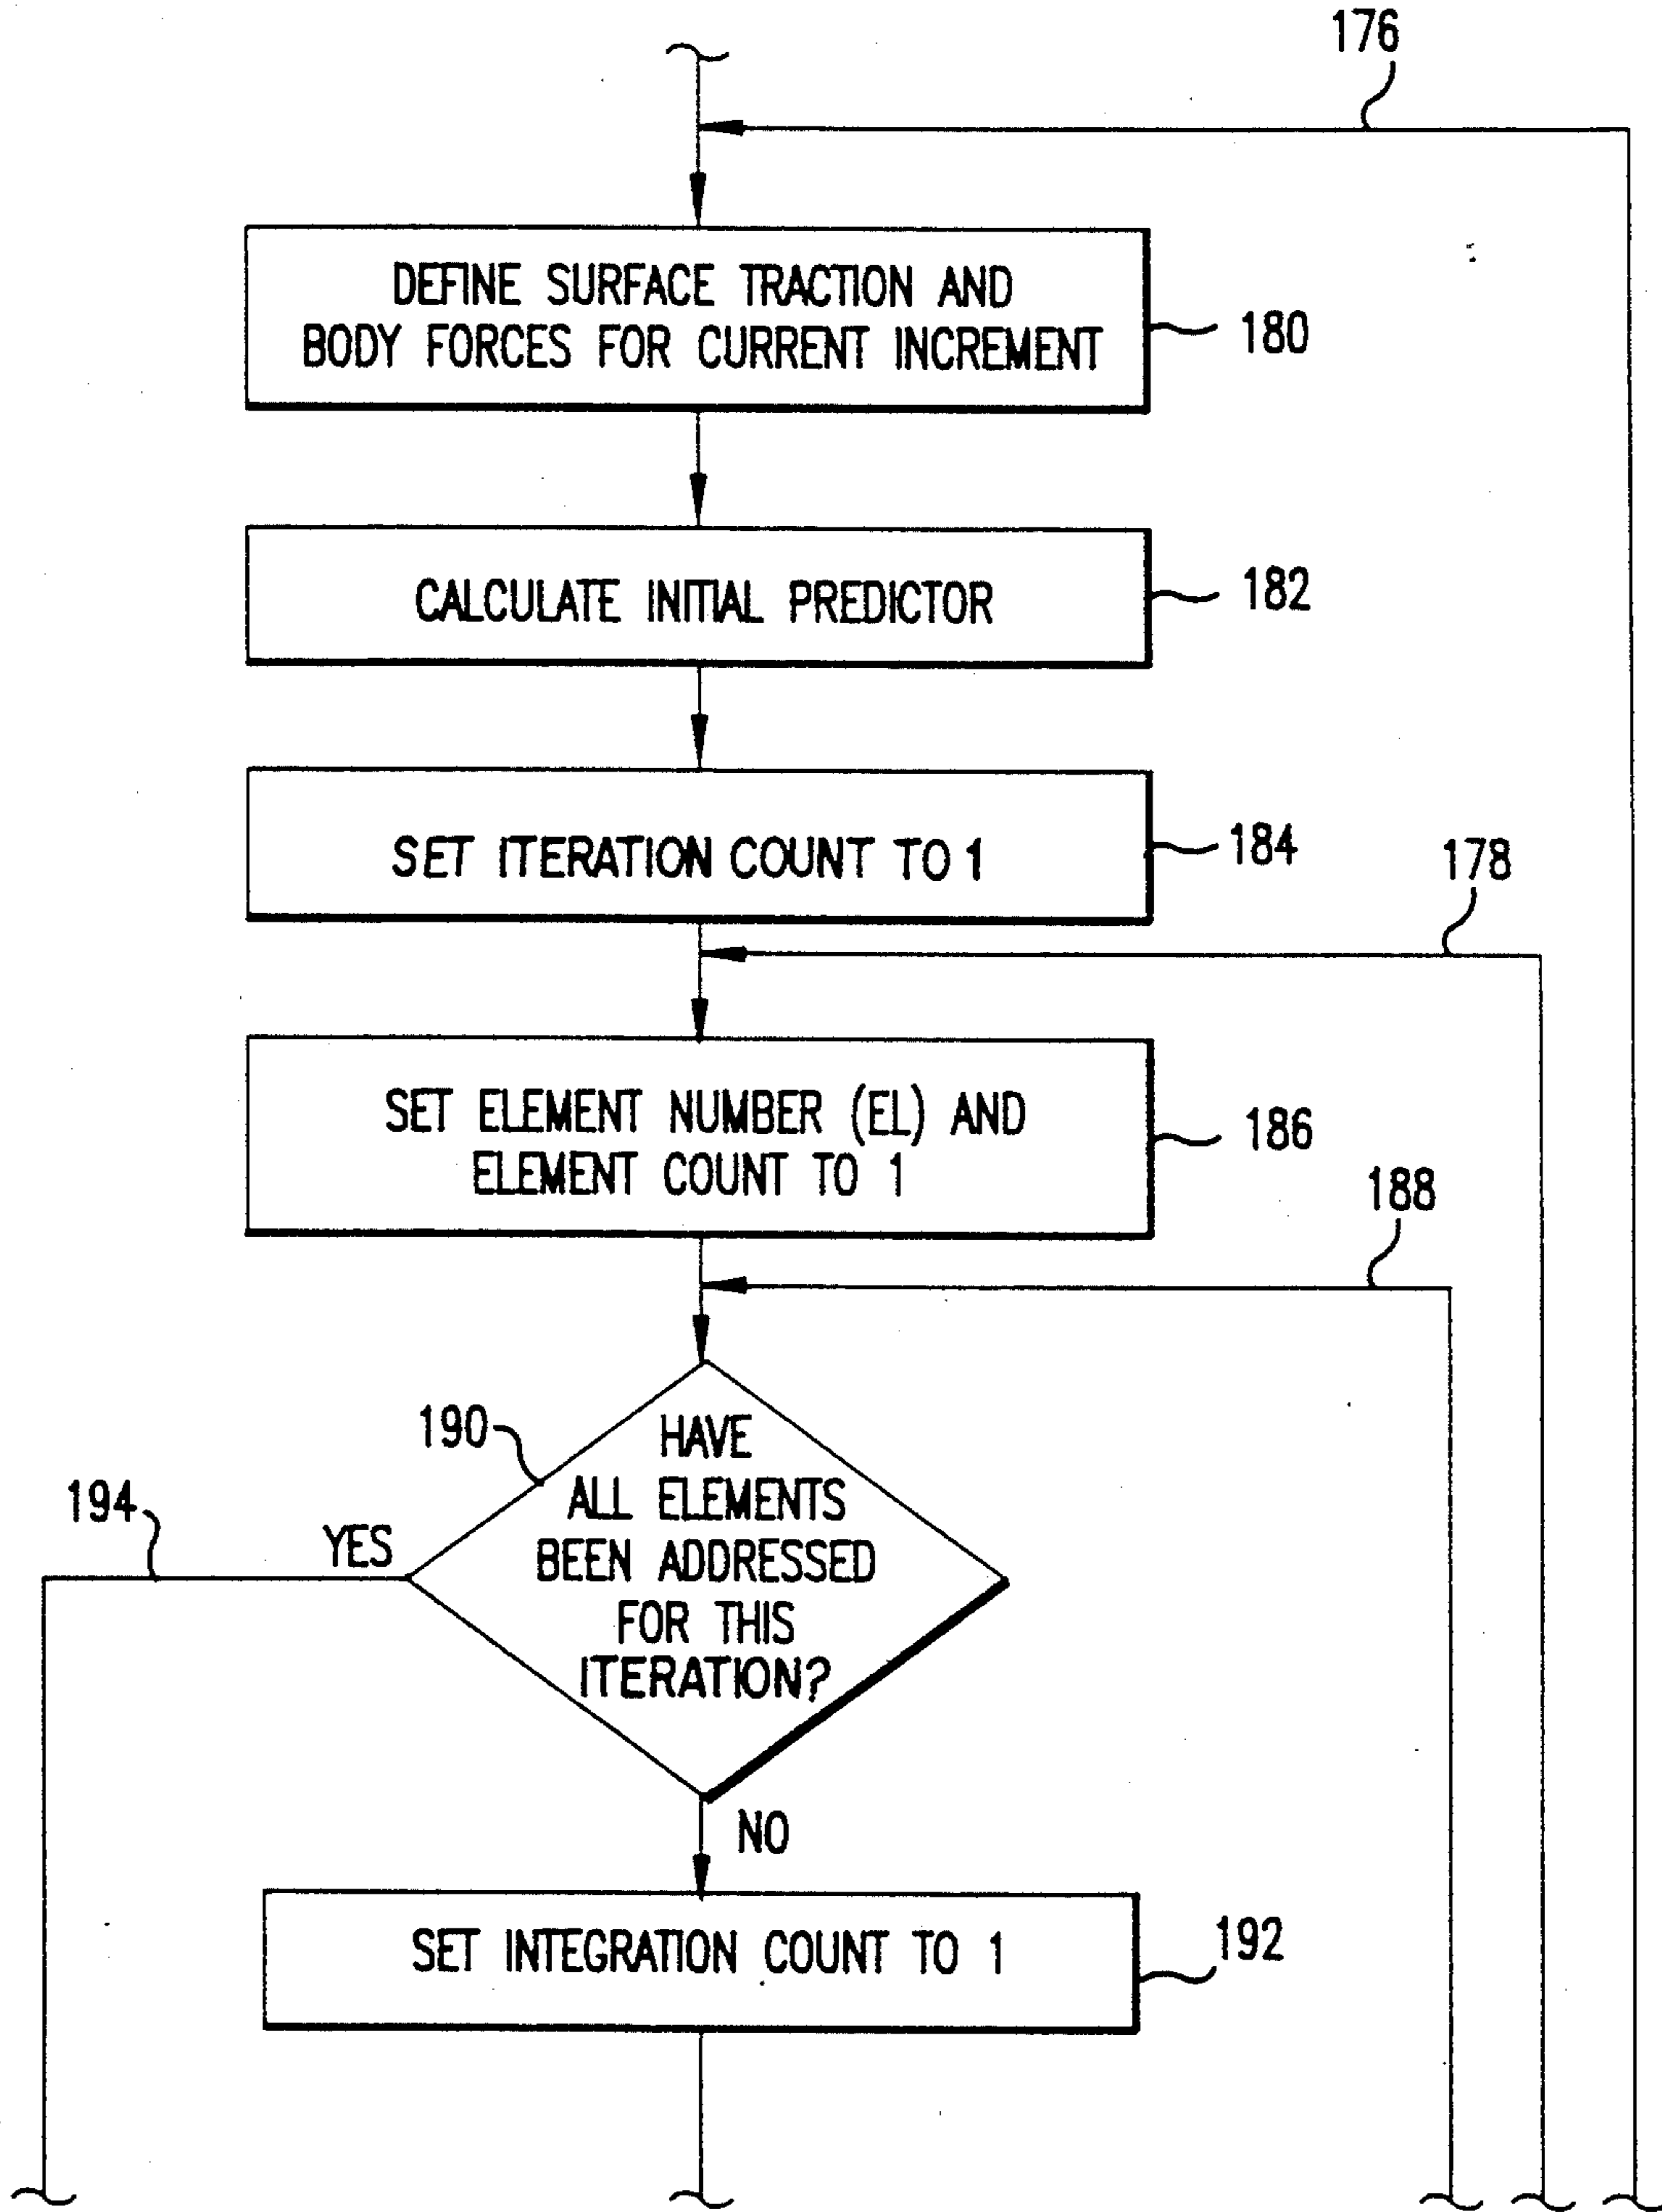 176
DEFINE SURFACE TRACTION AND
BODY FORCES FOR CURRENT INCREMENT
180
CALCULATE INITIAL PREDICTOR
182
SET ITERATION COUNT TO 1
184
178
SET ELEMENT NUMBER (EL) AND
ELEMENT COUNT TO 1
186
188
190
HAVE
ALL ELEMENTS
BEEN ADDRESSED
FOR THIS
ITERATION?
194
YES
NO
SET INTEGRATION COUNT TO 1
192